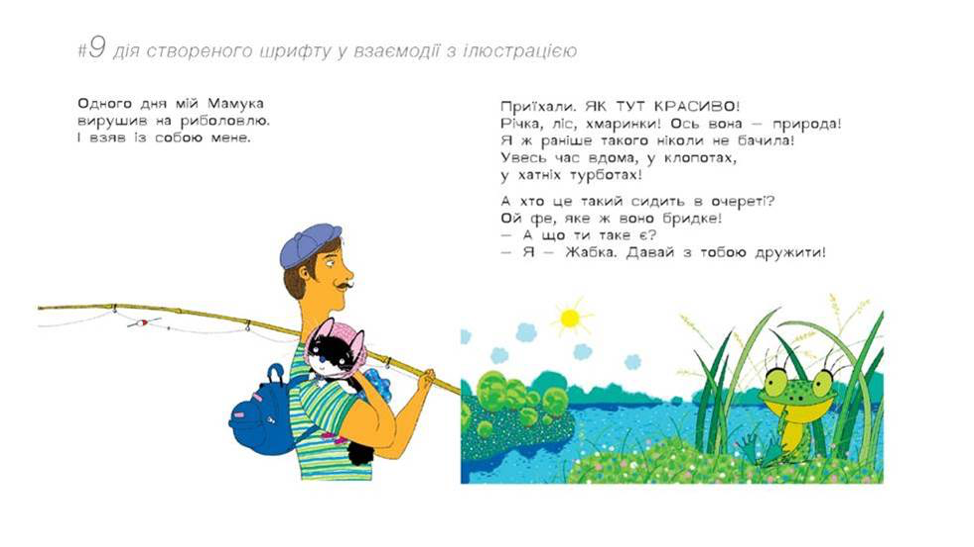 #9 дія створеного шрифту у взаємодії з ілюстрацією
Одного дня мій Мамука
вирушив на риболовлю.
І взяв із собою мене.
Приїхали. ЯК ТУТ КРАСИВО!
Річка, ліс, хмаринки! Ось вона — природа!
Я ж раніше такого ніколи не бачила!
Увесь час вдома, у клопотах,
у хатніх турботах!
А хто це такий сидить в очереті?
Ой фе, яке ж воно бридке!
— А що ти таке є?
— Я — Жабка. Давай з тобою дружити!